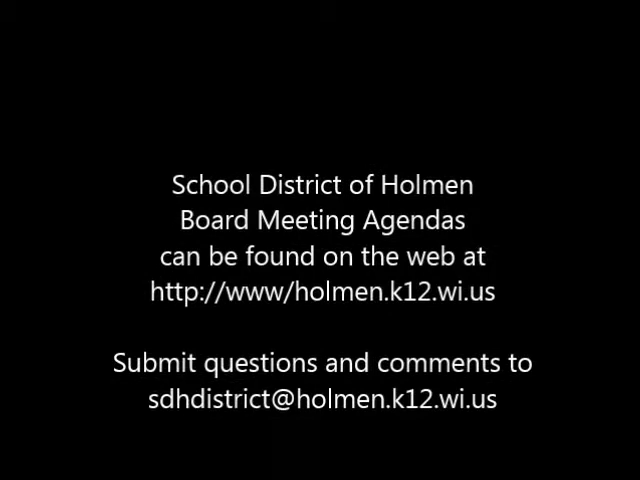 School District of Holmen
Board Meeting Agendas
can be found on the web at
http://www/holmen.k12.wi.us
Submit questions and comments to
sdhdistrict@holmen.k12.wi.us